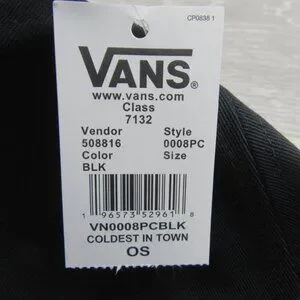 CP0838 1
VANS®
www.vans.com
Class
7132
Vendor Style
508816 0008PC
Color Size
BLK
1 96573 52961 8
VN0008PCBLK
COLDEST IN TOWN
OS